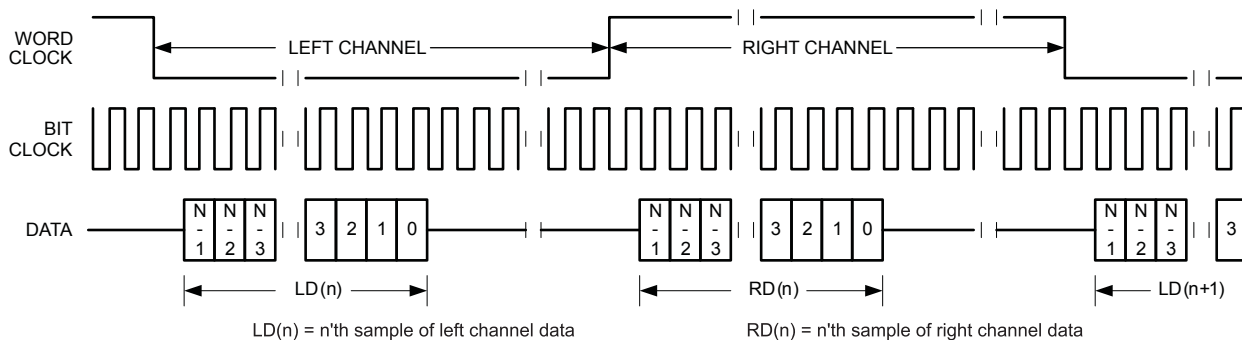 WORD CLOCK
LEFT CHANNEL
RIGHT CHANNEL
BIT CLOCK
DATA
N-1 N-2 N-3 3 2 1 0 N-1 N-2 N-3 3 2 1 0 N-1 N-2 N-3 3
LD(n) RD(n) LD(n+1)
LD(n) = n'th sample of left channel data
RD(n) = n'th sample of right channel data